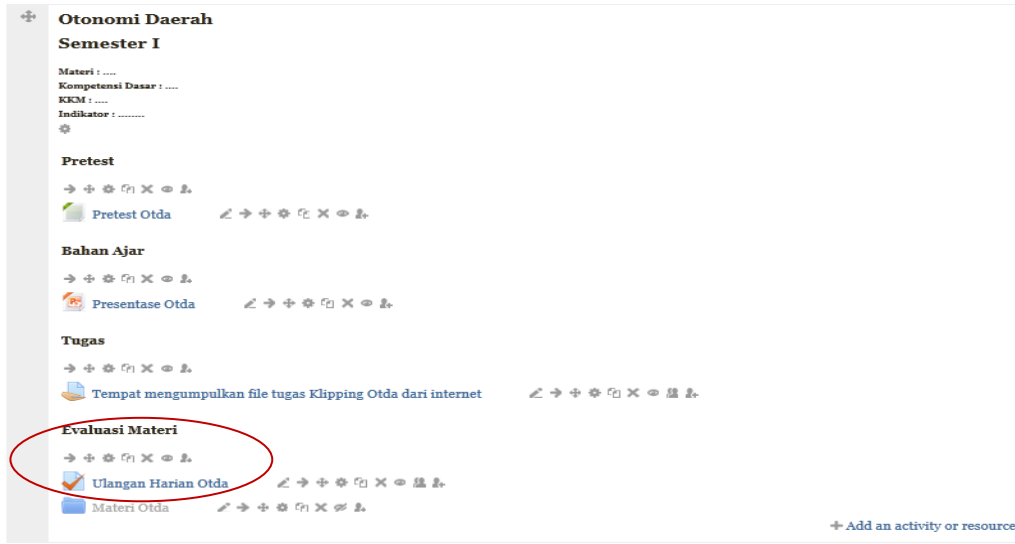 Otonomi Daerah
Semester I
Materi : ....
Kompetensi Dasar : ....
KKM : ....
Indikator : ........
Pretest
Pretest Otda
Bahan Ajar
Presentase Otda
Tugas
Tempat mengumpulkan file tugas Klipping Otda dari internet
Evaluasi Materi
Ulangan Harian Otda
Materi Otda
Add an activity or resource